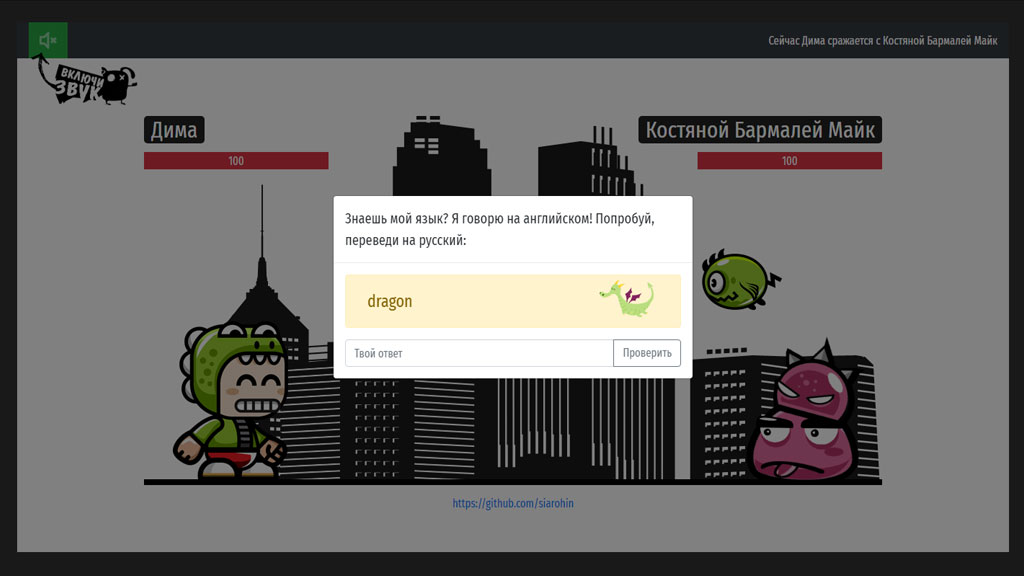 Сейчас Дима сражается с Костяной Бармалей Майк
ВКЛЮЧИ
ЗВУК
Дима
Костяной Бармалей Майк
100
100
Знаешь мой язык? Я говорю на английском! Попробуй,
переведи на русский:
dragon
Твой ответ
Проверить
https://github.com/siarohin